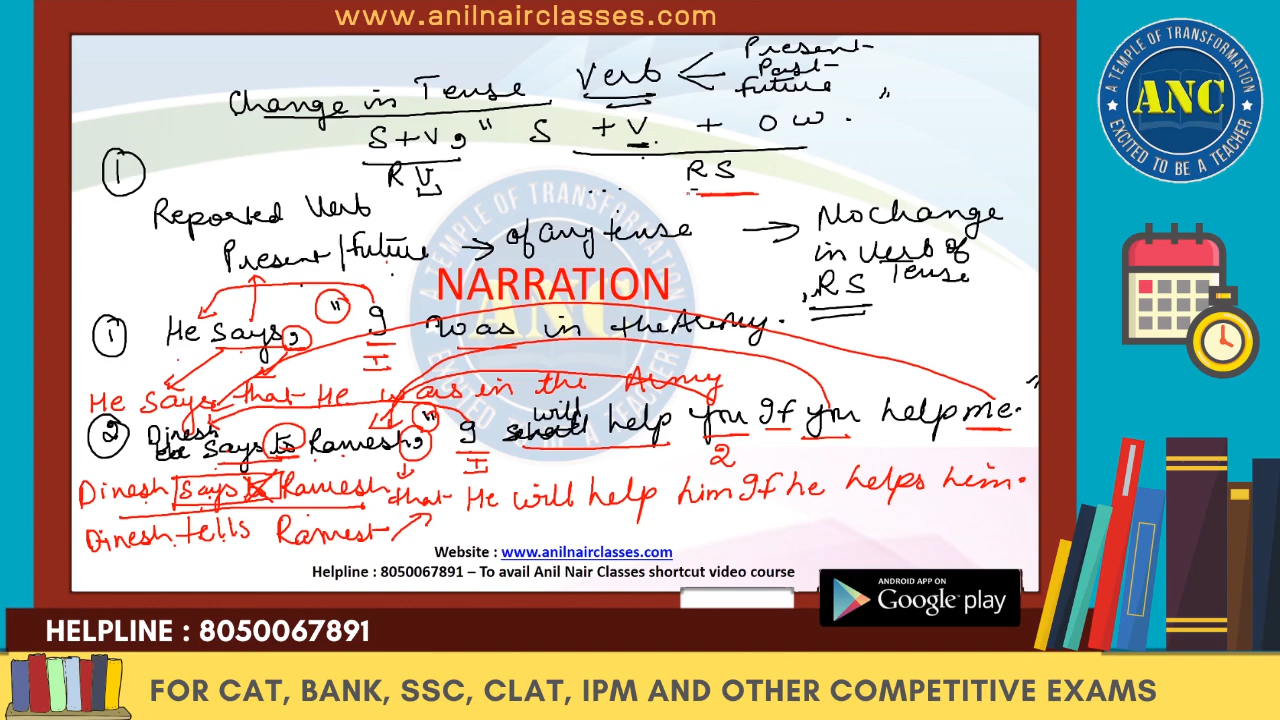 www.anilnairclasses.com
A TEMPLE OF TRANSFORMATION
ANC
EXCITED TO BE A TEACHER
Change in Tense Verb Present
Past
future
S + V , " S + V + O W . "
RV RS
1
Reported Verb
Present / future → of any tense → No change
in Verb of
Tense
RS
NARRATION
1 He says, " I was in the Army. "
I
He says that He was in the Army
2 Dinesh says to Ramesh, " I will help you If you help me. "
I 2
Dinesh says to Ramesh that He will help him If he helps him.
Dinesh tells Ramesh
Website : www.anilnairclasses.com
Helpline : 8050067891 – To avail Anil Nair Classes shortcut video course
ANDROID APP ON
Google play
HELPLINE : 8050067891
FOR CAT, BANK, SSC, CLAT, IPM AND OTHER COMPETITIVE EXAMS